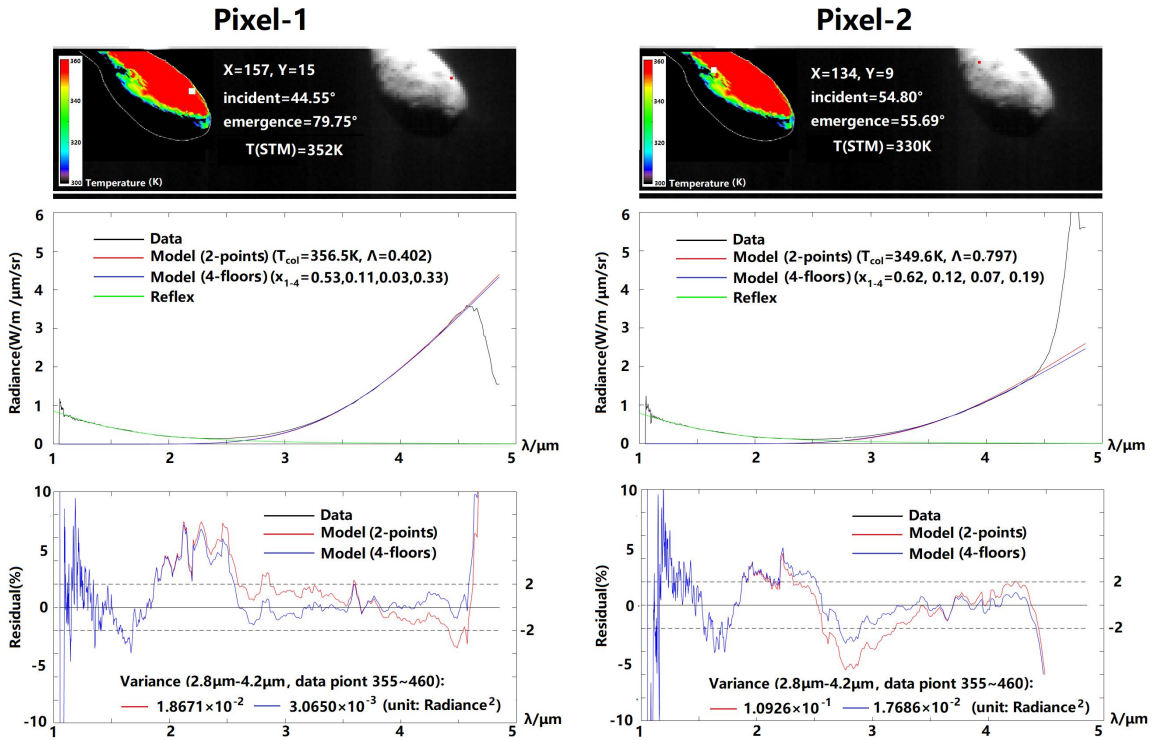 Pixel-1
360
340
320
300
Temperature (K)
X=157, Y=15
incident=44.55°
emergence=79.75°
T(STM)=352K
6
5
4
3
2
1
0
Radiance(W/m /μm/sr)
Data
Model (2-points) (T_col=356.5K, Λ=0.402)
Model (4-floors) (x_1-4=0.53,0.11,0.03,0.33)
Reflex
1 2 3 4 5 λ/μm
10
5
0
-5
-10
Residual(%)
Data
Model (2-points)
Model (4-floors)
2
-2
Variance (2.8μm-4.2μm, data piont 355~460):
1.8671×10⁻² 3.0650×10⁻³ (unit: Radiance²)
1 2 3 4 5 λ/μm
Pixel-2
360
340
320
300
Temperature (K)
X=134, Y=9
incident=54.80°
emergence=55.69°
T(STM)=330K
6
5
4
3
2
1
0
Radiance(W/m /μm/sr)
Data
Model (2-points) (T_col=349.6K, Λ=0.797)
Model (4-floors) (x_1-4=0.62, 0.12, 0.07, 0.19)
Reflex
1 2 3 4 5 λ/μm
10
5
0
-5
-10
Residual(%)
Data
Model (2-points)
Model (4-floors)
2
-2
Variance (2.8μm-4.2μm, data piont 355~460):
1.0926×10⁻¹ 1.7686×10⁻² (unit: Radiance²)
1 2 3 4 5 λ/μm